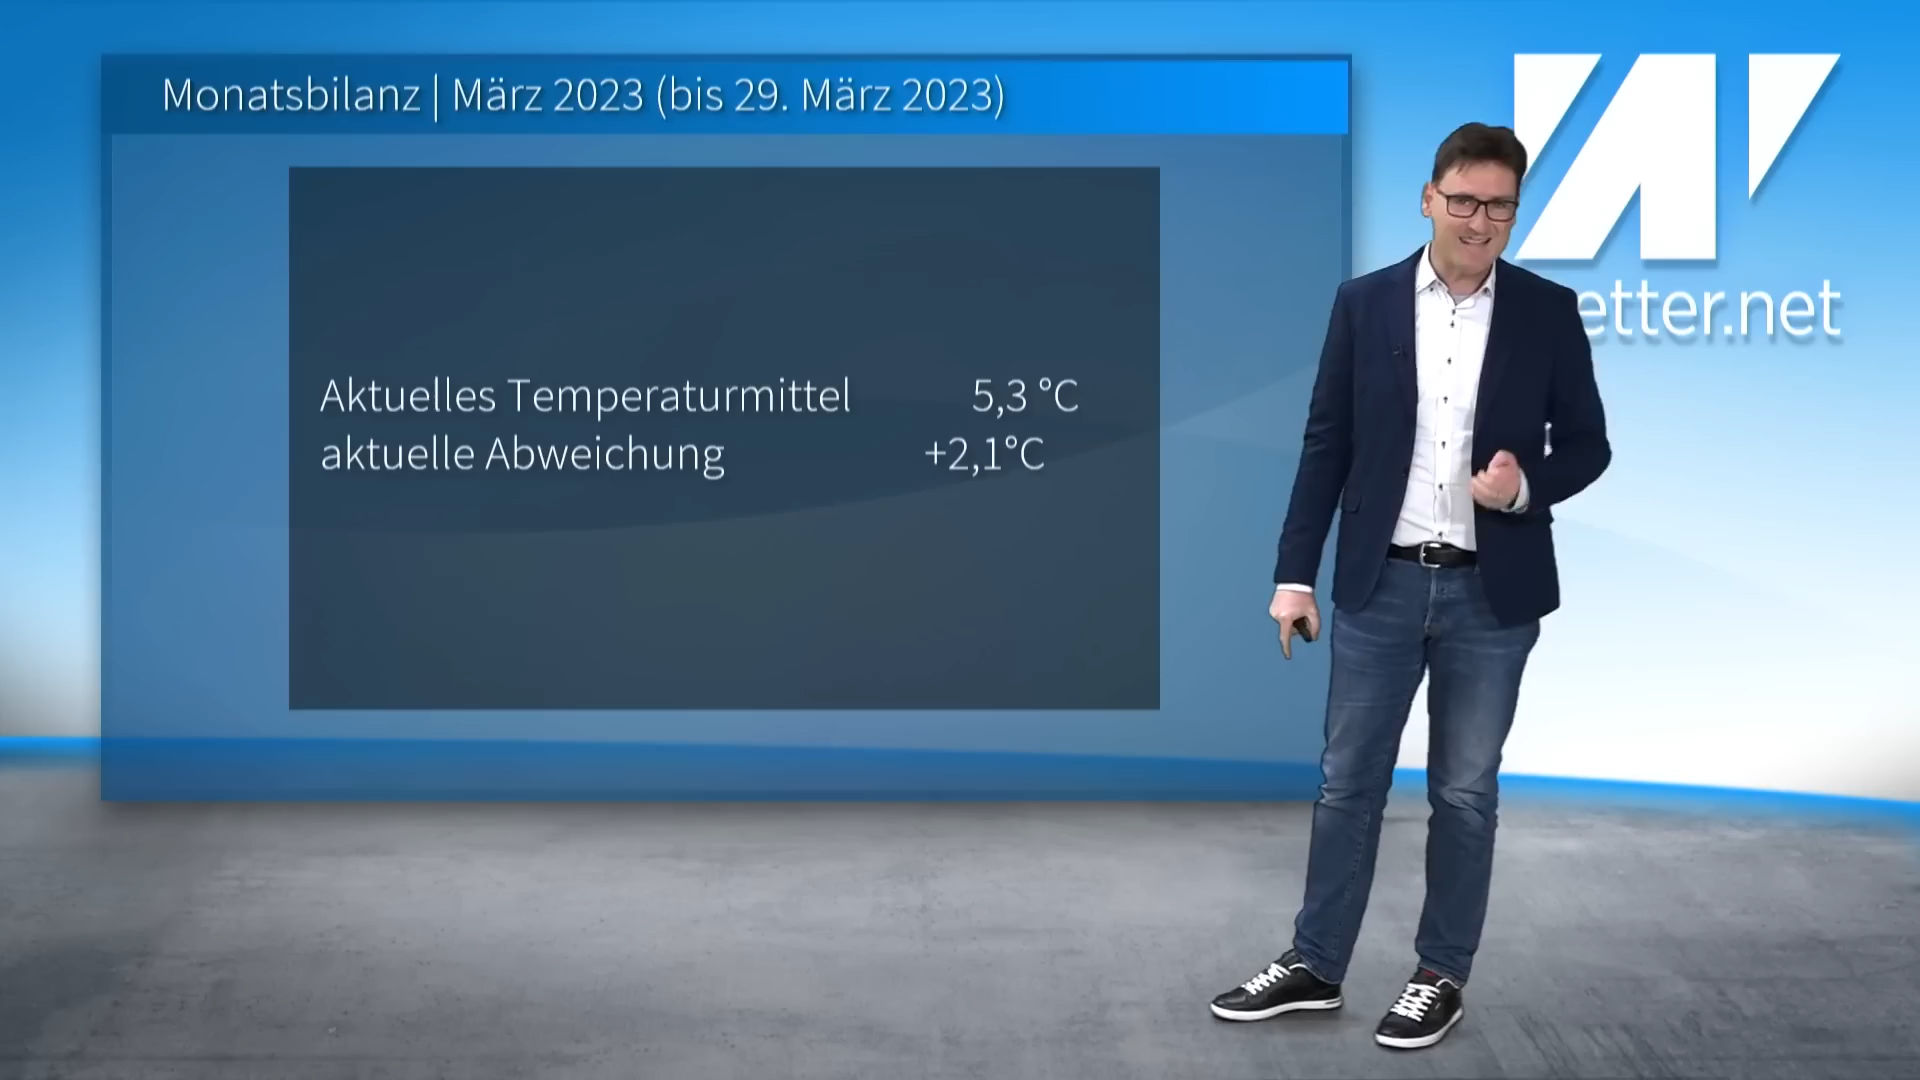 Monatsbilanz | März 2023 (bis 29. März 2023)
Aktuelles Temperaturmittel 5,3 °C
aktuelle Abweichung +2,1°C
etter.net